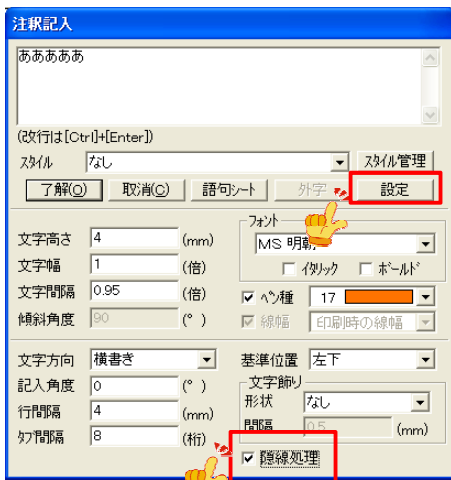 注釈記入
あああああ
(改行は[Ctrl]+[Enter])
スタイル なし スタイル管理
了解(O) 取消(C) 語句シート 外字 設定
文字高さ 4 (mm)
文字幅 1 (倍)
文字間隔 0.95 (倍)
傾斜角度 90 (°)
フォント
MS 明朝
イタリック ボールド
ペン種 17
線幅 印刷時の線幅
文字方向 横書き
記入角度 0 (°)
行間隔 4 (mm)
タブ間隔 8 (桁)
基準位置 左下
文字飾り
形状 なし
間隔 0.5 (mm)
隠線処理